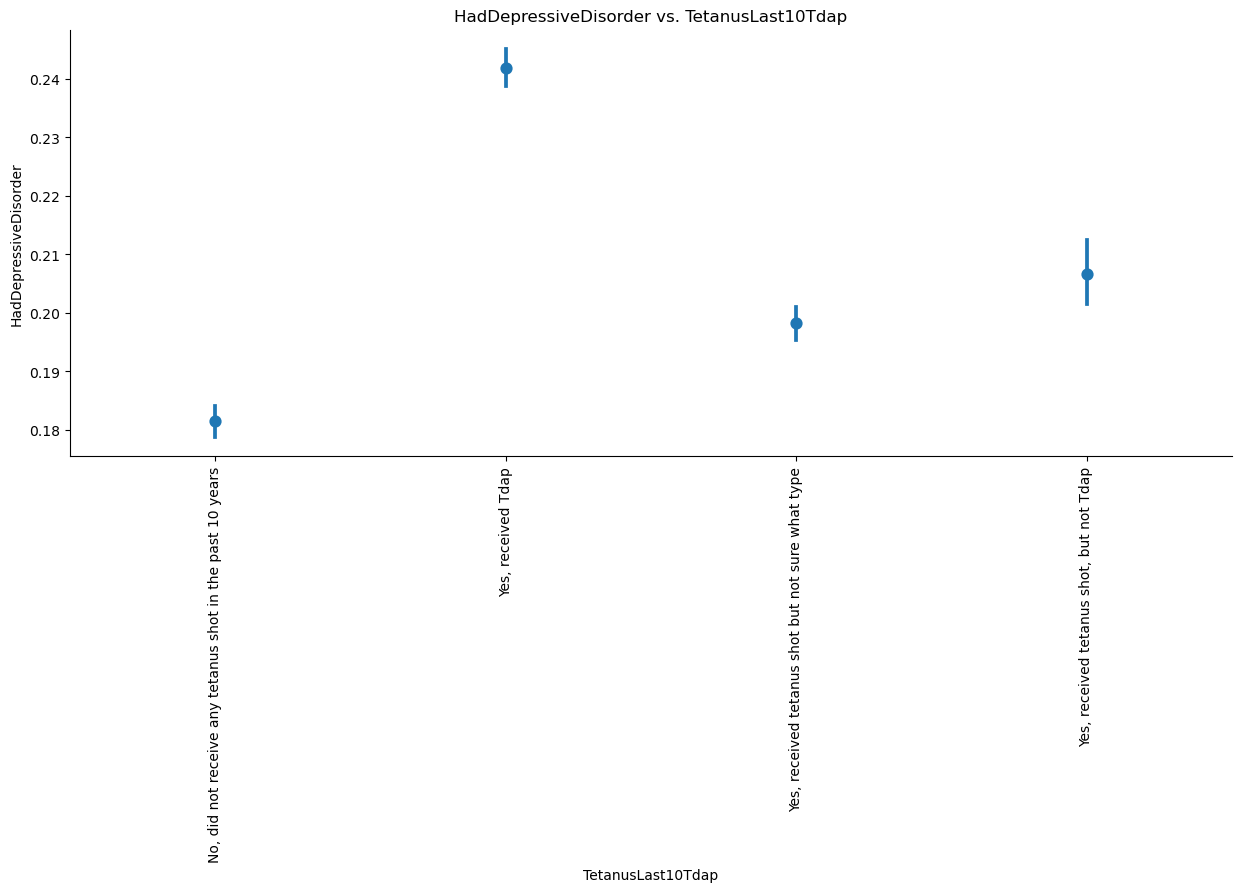 HadDepressiveDisorder vs. TetanusLast10Tdap
HadDepressiveDisorder
0.24
0.23
0.22
0.21
0.20
0.19
0.18
No, did not receive any tetanus shot in the past 10 years
Yes, received Tdap
Yes, received tetanus shot but not sure what type
Yes, received tetanus shot, but not Tdap
TetanusLast10Tdap